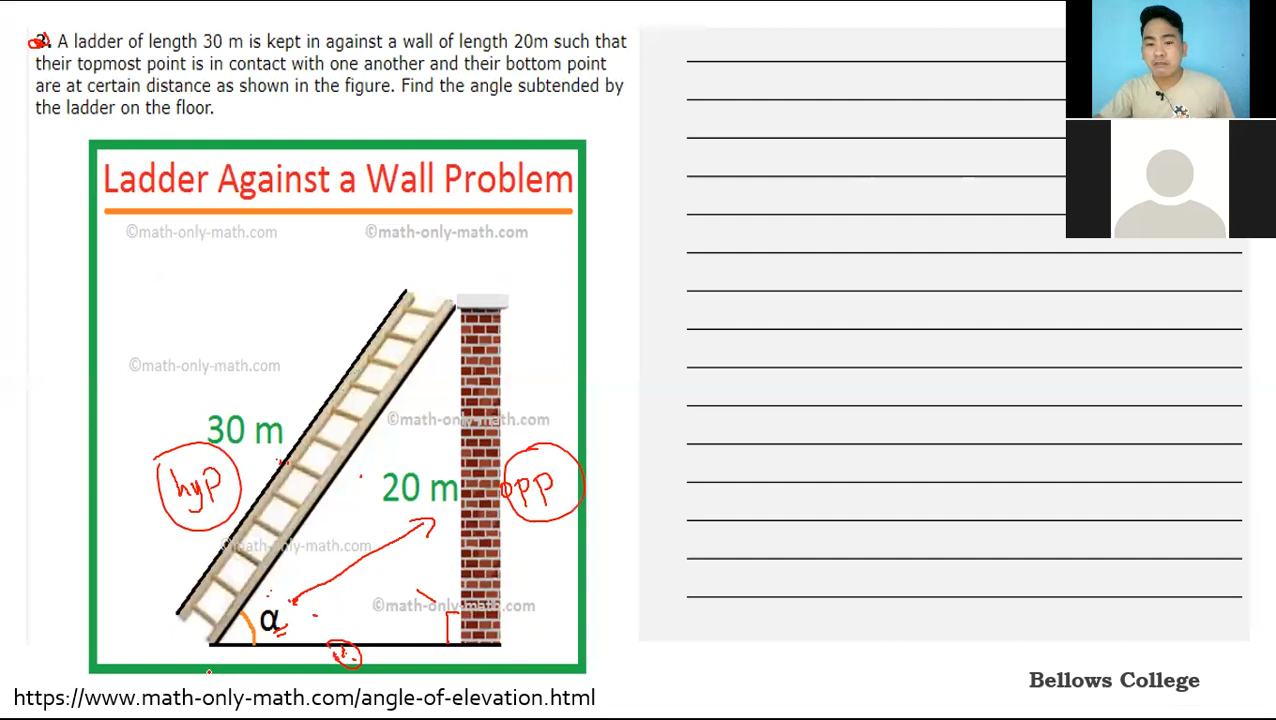 3. A ladder of length 30 m is kept in against a wall of length 20m such that
their topmost point is in contact with one another and their bottom point
are at certain distance as shown in the figure. Find the angle subtended by
the ladder on the floor.
Ladder Against a Wall Problem
©math-only-math.com
©math-only-math.com
©math-only-math.com
©math-only-math.com
30 m
hyp
20 m
opp
©math-only-math.com
©math-only-math.com
α
https://www.math-only-math.com/angle-of-elevation.html
Bellows College